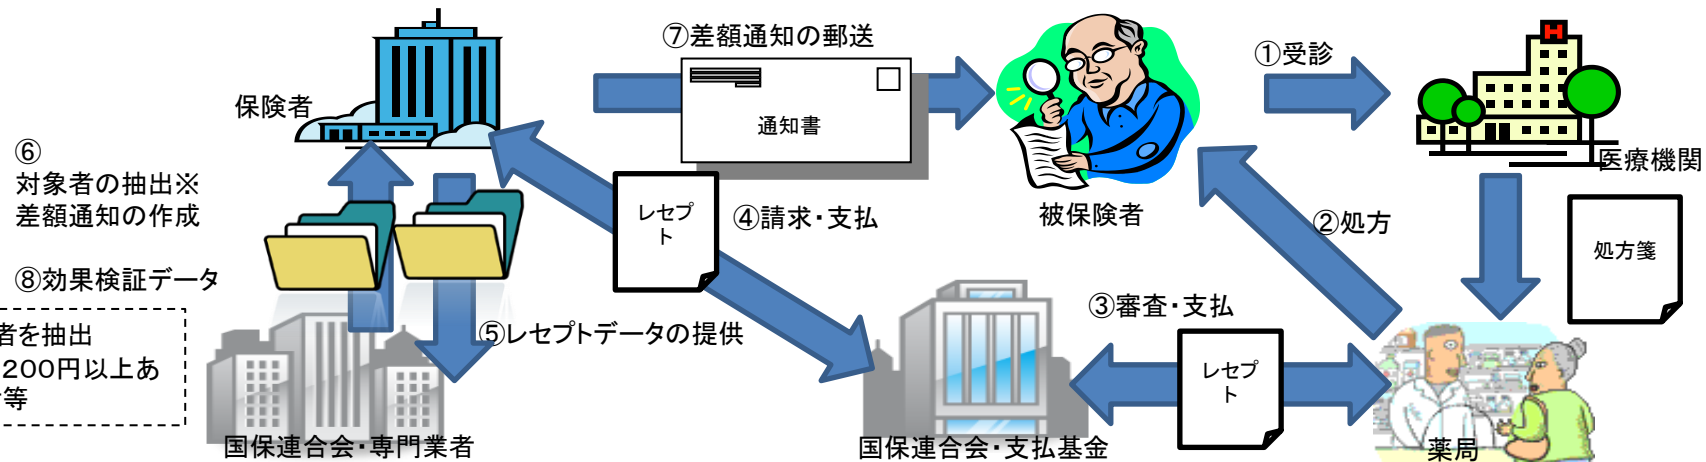 ⑦差額通知の郵送
①受診
保険者
通知書
⑥
対象者の抽出※
差額通知の作成
医療機関
レセプ
ト
④請求・支払
被保険者
②処方
処方箋
⑧効果検証データ
③審査・支払
⑤レセプトデータの提供
者を抽出
200円以上あ
等
レセプ
ト
国保連合会・専門業者
国保連合会・支払基金
薬局
H